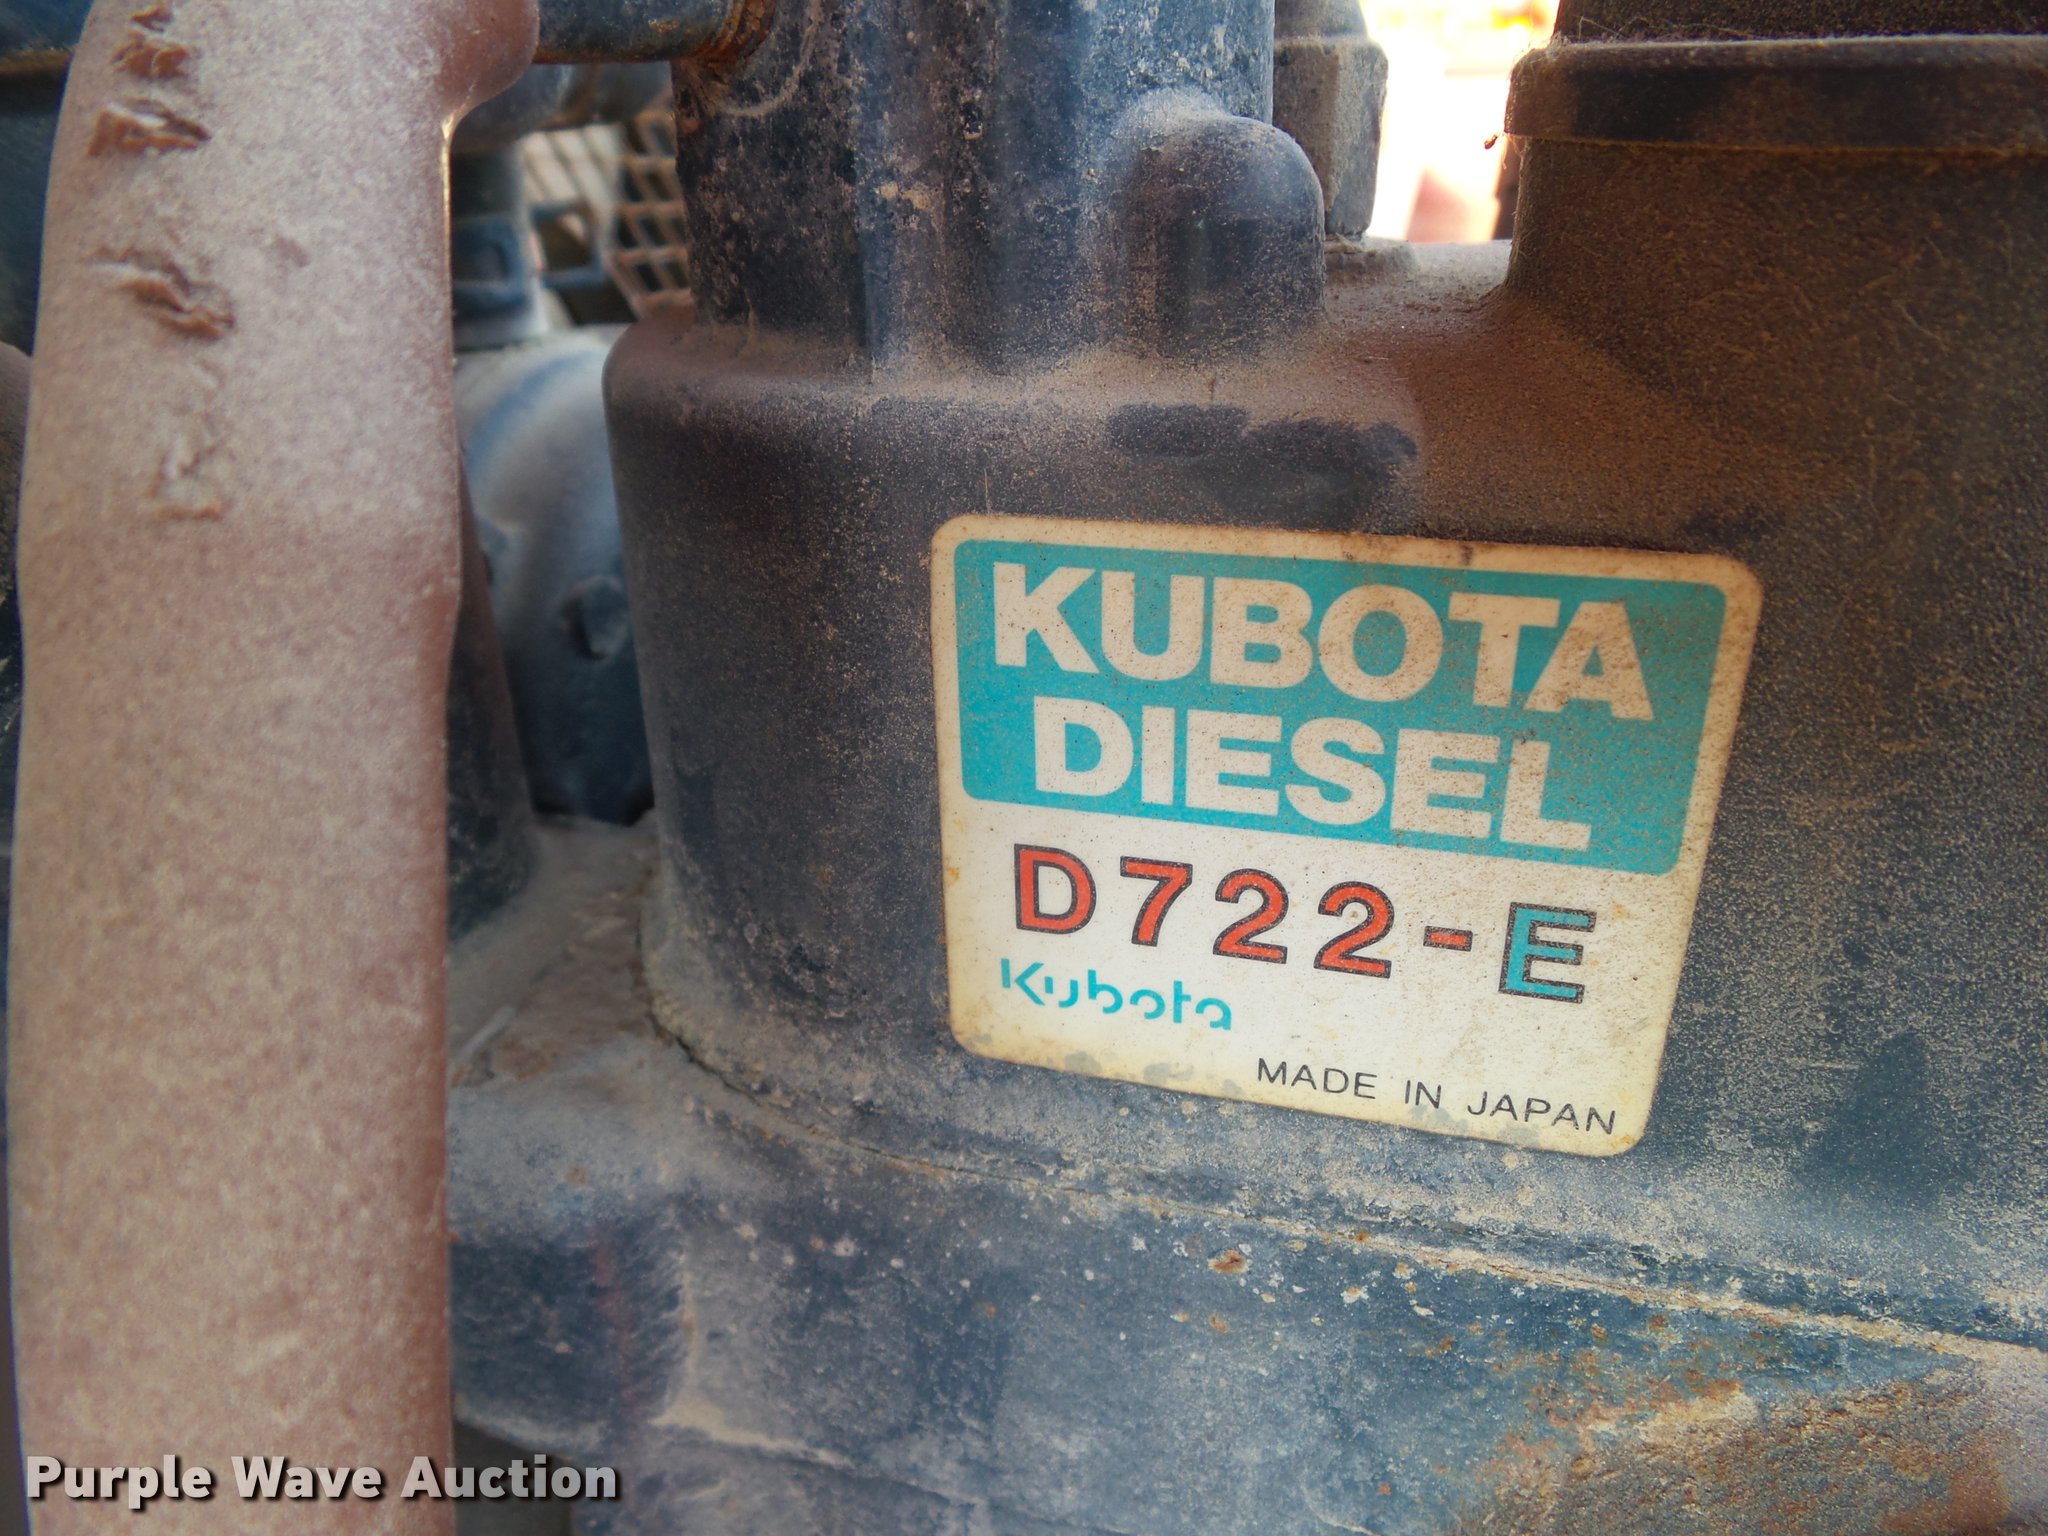 KUBOTA
DIESEL
D722-E
Kubota
MADE IN JAPAN
Purple Wave Auction